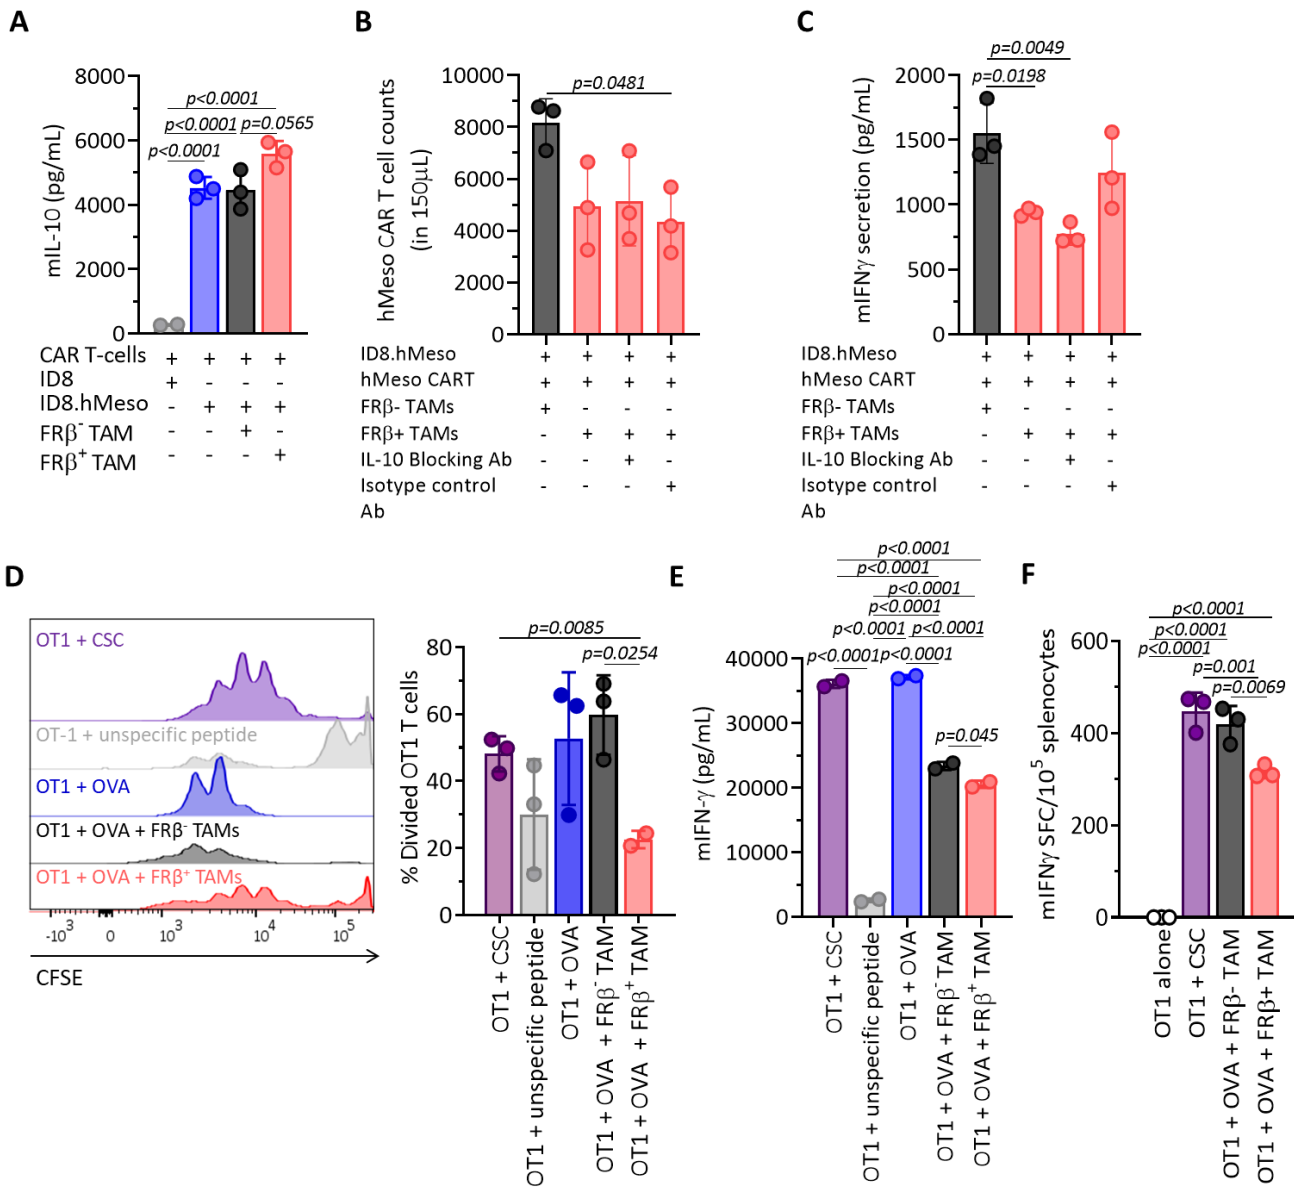 A
B
C
8000
6000
4000
2000
0
mIL-10 (pg/mL)
p<0.0001
p<0.0001
p=0.0565
p<0.0001
CAR T-cells + + + +
ID8 + - - -
ID8.hMeso - + + +
FRβ- TAM - - + -
FRβ+ TAM - - - +
10000
8000
6000
4000
2000
0
hMeso CAR T cell counts
(in 150µL)
p=0.0481
ID8.hMeso + + + +
hMeso CART + + + +
FRβ- TAMs + - - -
FRβ+ TAMs - + + +
IL-10 Blocking Ab - - + -
Isotype control - - - +
Ab
2000
1500
1000
500
0
mIFNγ secretion (pg/mL)
p=0.0049
p=0.0198
ID8.hMeso + + + +
hMeso CART + + + +
FRβ- TAMs + - - -
FRβ+ TAMs - + + +
IL-10 Blocking Ab - - + -
Isotype control - - - +
Ab
D
E
F
OT1 + CSC
OT-1 + unspecific peptide
OT1 + OVA
OT1 + OVA + FRβ- TAMs
OT1 + OVA + FRβ+ TAMs
-10³ 0 10³ 10⁴ 10⁵
CFSE
80
60
40
20
0
% Divided OT1 T cells
p=0.0085
p=0.0254
OT1 + CSC
OT1 + unspecific peptide
OT1 + OVA
OT1 + OVA + FRβ- TAM
OT1 + OVA + FRβ+ TAM
40000
30000
20000
10000
0
mIFN-γ (pg/mL)
p<0.0001
p<0.0001
p<0.0001
p<0.0001
p<0.0001 p<0.0001
p<0.0001 p<0.0001
p=0.045
OT1 + CSC
OT1 + unspecific peptide
OT1 + OVA
OT1 + OVA + FRβ- TAM
OT1 + OVA + FRβ+ TAM
600
400
200
0
mIFNγ SFC/10⁵ splenocytes
p<0.0001
p<0.0001
p<0.0001
p=0.001
p=0.0069
OT1 alone
OT1 + CSC
OT1 + OVA + FRβ- TAM
OT1 + OVA + FRβ+ TAM